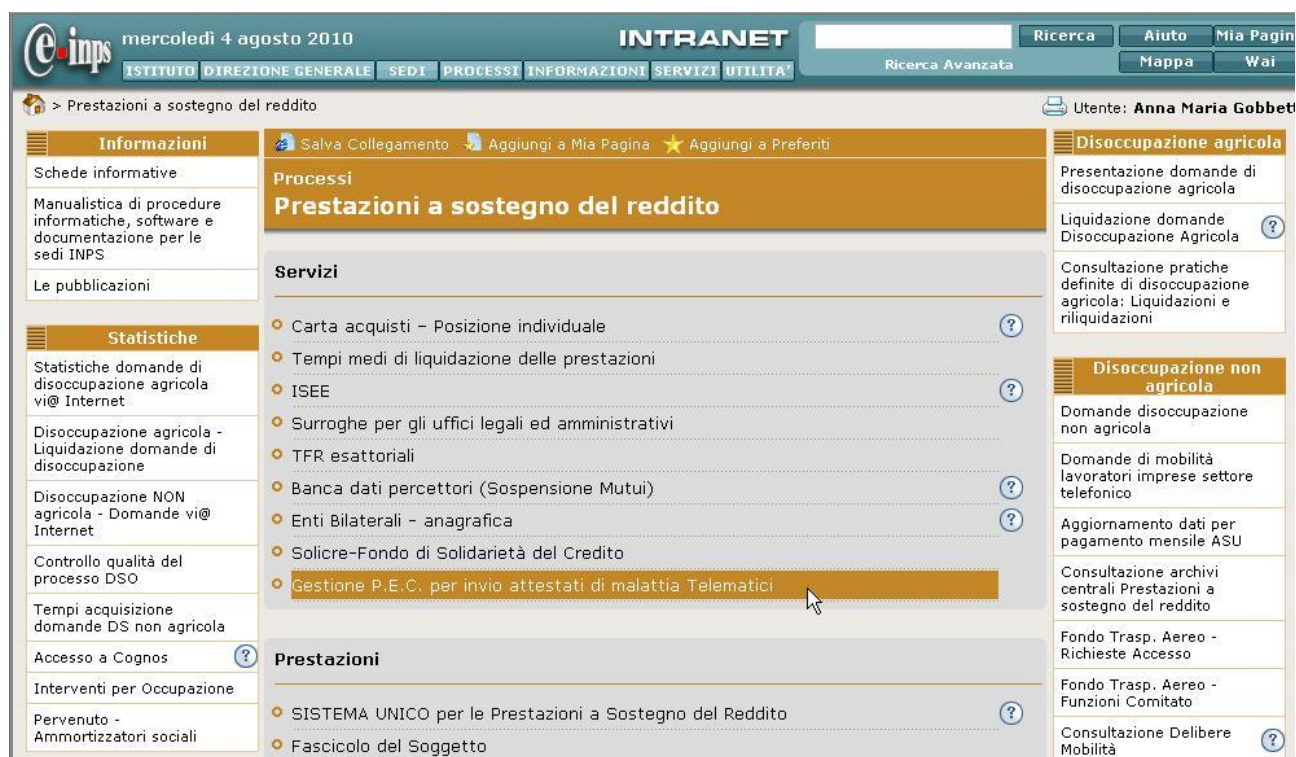 e-inps
mercoledì 4 agosto 2010
INTRANET
Ricerca
Aiuto
Mia Pagin
ISTITUTO DIREZIONE GENERALE SEDI PROCESSI INFORMAZIONI SERVIZI UTILITA'
Ricerca Avanzata
Mappa
Wai
> Prestazioni a sostegno del reddito
Utente: Anna Maria Gobbett
Informazioni
Schede informative
Manualistica di procedure
informatiche, software e
documentazione per le
sedi INPS
Le pubblicazioni
Statistiche
Statistiche domande di
disoccupazione agricola
vi@ Internet
Disoccupazione agricola -
Liquidazione domande di
disoccupazione
Disoccupazione NON
agricola - Domande vi@
Internet
Controllo qualità del
processo DSO
Tempi acquisizione
domande DS non agricola
Accesso a Cognos ?
Interventi per Occupazione
Pervenuto -
Ammortizzatori sociali
Salva Collegamento Aggiungi a Mia Pagina Aggiungi a Preferiti
Processi
Prestazioni a sostegno del reddito
Servizi
Carta acquisti – Posizione individuale ?
Tempi medi di liquidazione delle prestazioni
ISEE ?
Surroghe per gli uffici legali ed amministrativi
TFR esattoriali
Banca dati percettori (Sospensione Mutui) ?
Enti Bilaterali – anagrafica ?
Solicre-Fondo di Solidarietà del Credito
Gestione P.E.C. per invio attestati di malattia Telematici
Prestazioni
SISTEMA UNICO per le Prestazioni a Sostegno del Reddito ?
Fascicolo del Soggetto
Disoccupazione agricola
Presentazione domande di
disoccupazione agricola
Liquidazione domande
Disoccupazione Agricola ?
Consultazione pratiche
definite di disoccupazione
agricola: Liquidazioni e
riliquidazioni
Disoccupazione non
agricola
Domande disoccupazione
non agricola
Domande di mobilità
lavoratori imprese settore
telefonico
Aggiornamento dati per
pagamento mensile ASU
Consultazione archivi
centrali Prestazioni a
sostegno del reddito
Fondo Trasp. Aereo -
Richieste Accesso
Fondo Trasp. Aereo -
Funzioni Comitato
Consultazione Delibere
Mobilità ?